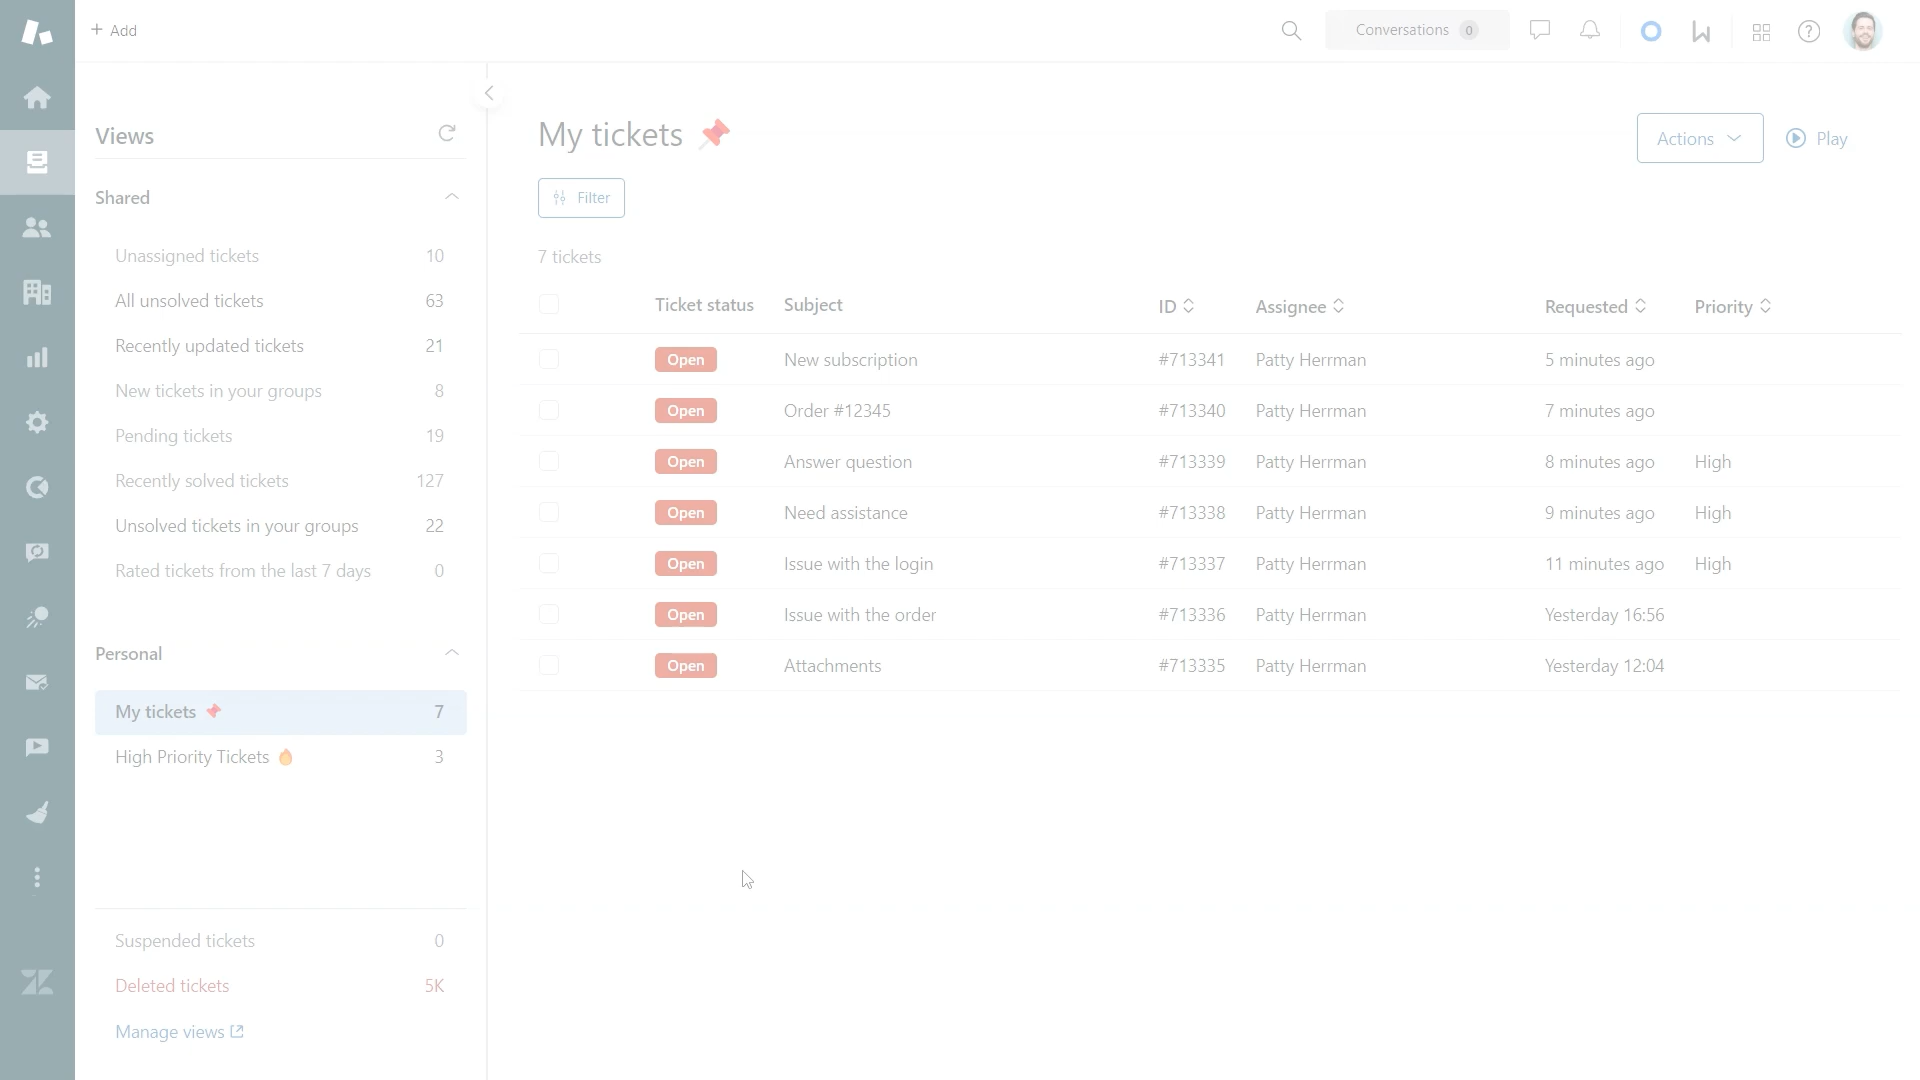 Add
Conversations 0
Views
Shared
Unassigned tickets 10
All unsolved tickets 63
Recently updated tickets 21
New tickets in your groups 8
Pending tickets 19
Recently solved tickets 127
Unsolved tickets in your groups 22
Rated tickets from the last 7 days 0
Personal
My tickets 7
High Priority Tickets 3
Suspended tickets 0
Deleted tickets 5K
Manage views
My tickets
Actions
Play
Filter
7 tickets
Ticket status Subject ID Assignee Requested Priority
Open New subscription #713341 Patty Herrman 5 minutes ago
Open Order #12345 #713340 Patty Herrman 7 minutes ago
Open Answer question #713339 Patty Herrman 8 minutes ago High
Open Need assistance #713338 Patty Herrman 9 minutes ago High
Open Issue with the login #713337 Patty Herrman 11 minutes ago High
Open Issue with the order #713336 Patty Herrman Yesterday 16:56
Open Attachments #713335 Patty Herrman Yesterday 12:04